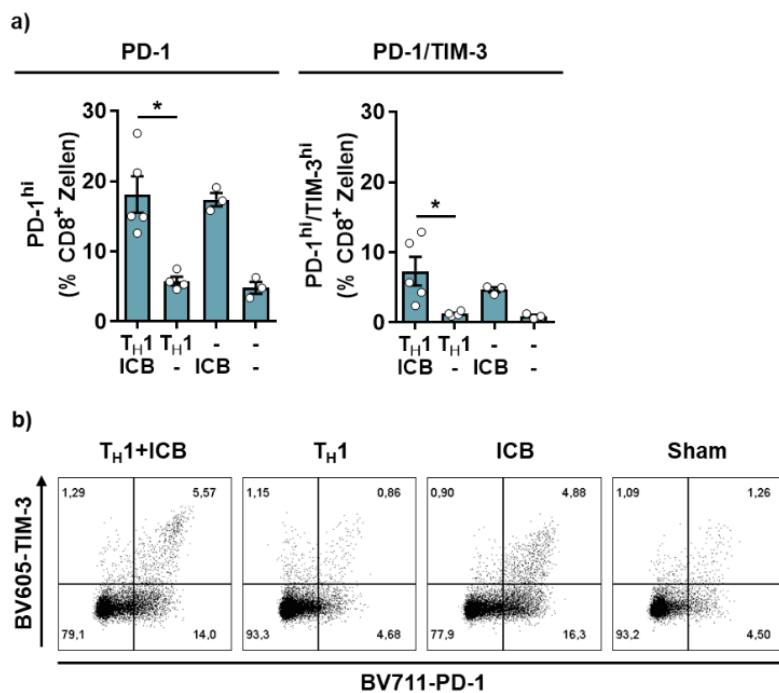 a)
PD-1
PD-1/TIM-3
PD-1hi
(% CD8+ Zellen)
30
20
10
0
TH1 TH1 - -
ICB - ICB -
*
PD-1hi/TIM-3hi
(% CD8+ Zellen)
30
20
10
0
TH1 TH1 - -
ICB - ICB -
*
b)
TH1+ICB
TH1
ICB
Sham
BV605-TIM-3
1,29 5,57
79,1 14,0
1,15 0,86
93,3 4,68
0,90 4,88
77,9 16,3
1,09 1,26
93,2 4,50
BV711-PD-1